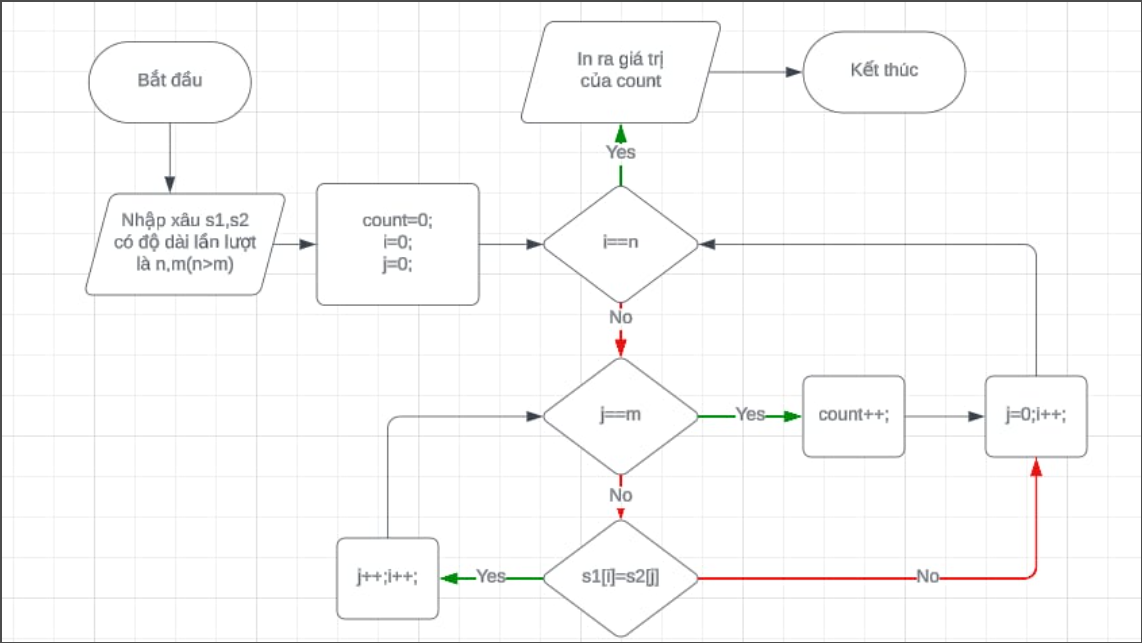 Bắt đầu
Nhập xâu s1,s2
có độ dài lần lượt
là n,m(n>m)
count=0;
i=0;
j=0;
i==n
Yes
In ra giá trị
của count
Kết thúc
No
j==m
Yes
count++;
j=0;i++;
No
s1[i]=s2[j]
Yes
j++;i++;
No